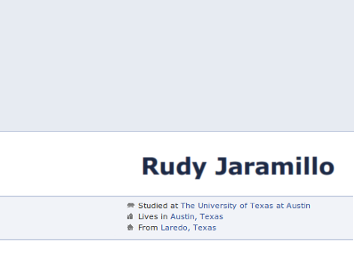 Rudy Jaramillo
Studied at The University of Texas at Austin
Lives in Austin, Texas
From Laredo, Texas